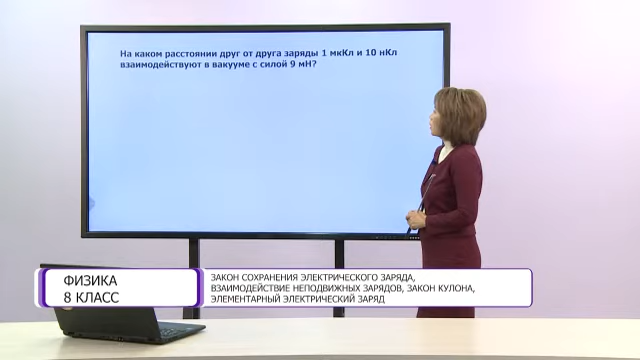 На каком расстоянии друг от друга заряды 1 мкКл и 10 нКл
взаимодействуют в вакууме с силой 9 мН?
ФИЗИКА
8 КЛАСС
ЗАКОН СОХРАНЕНИЯ ЭЛЕКТРИЧЕСКОГО ЗАРЯДА,
ВЗАИМОДЕЙСТВИЕ НЕПОДВИЖНЫХ ЗАРЯДОВ, ЗАКОН КУЛОНА,
ЭЛЕМЕНТАРНЫЙ ЭЛЕКТРИЧЕСКИЙ ЗАРЯД